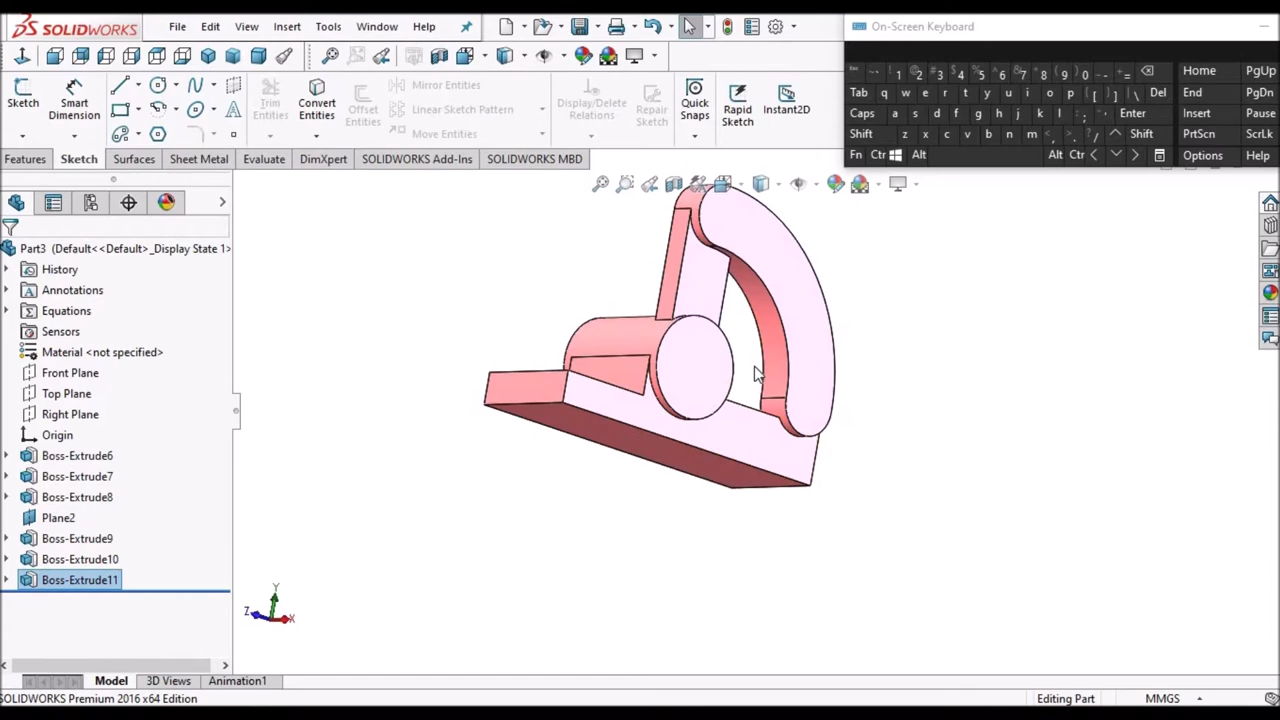 SOLIDWORKS
File Edit View Insert Tools Window Help
On-Screen Keyboard
Sketch
Smart Dimension
Trim Entities
Convert Entities
Offset Entities
Mirror Entities
Linear Sketch Pattern
Move Entities
Display/Delete Relations
Repair Sketch
Quick Snaps
Rapid Sketch
Instant2D
Home PgUp
Tab q w e r t y u i o p [ ] \ Del End PgDn
Caps a s d f g h j k l ; ' Enter Insert Pause
Shift z x c v b n m , . / Shift PrtScn ScrLk
Fn Ctrl Alt Alt Ctrl Options Help
Features Sketch Surfaces Sheet Metal Evaluate DimXpert SOLIDWORKS Add-Ins SOLIDWORKS MBD
Part3 (Default<<Default>_Display State 1>
History
Annotations
Equations
Sensors
Material <not specified>
Front Plane
Top Plane
Right Plane
Origin
Boss-Extrude6
Boss-Extrude7
Boss-Extrude8
Plane2
Boss-Extrude9
Boss-Extrude10
Boss-Extrude11
Y
Z X
Model 3D Views Animation1
SOLIDWORKS Premium 2016 x64 Edition Editing Part MMGS